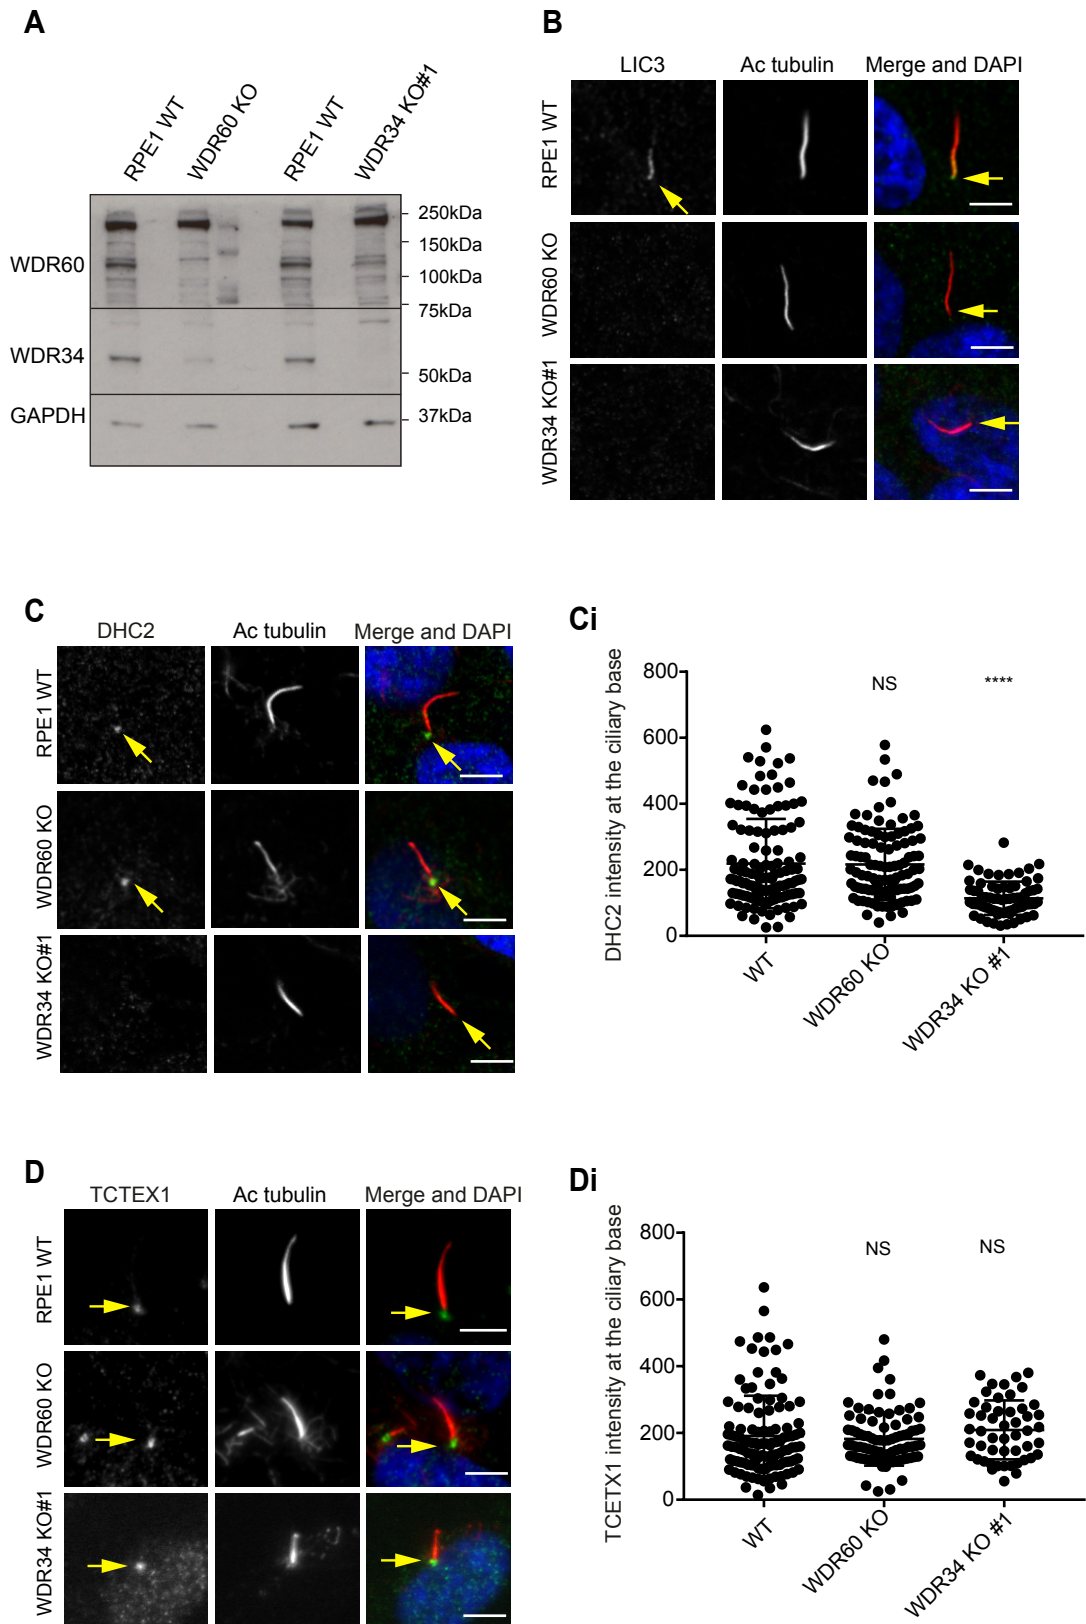 A
RPE1 WT
WDR60 KO
RPE1 WT
WDR34 KO#1
WDR60
WDR34
GAPDH
250kDa
150kDa
100kDa
75kDa
50kDa
37kDa
B
LIC3 Ac tubulin Merge and DAPI
RPE1 WT
WDR60 KO
WDR34 KO#1
C
DHC2 Ac tubulin Merge and DAPI
RPE1 WT
WDR60 KO
WDR34 KO#1
Ci
DHC2 intensity at the ciliary base
800
600
400
200
0
NS
****
WT
WDR60 KO
WDR34 KO #1
D
TCTEX1 Ac tubulin Merge and DAPI
RPE1 WT
WDR60 KO
WDR34 KO#1
Di
TCETX1 intensity at the ciliary base
800
600
400
200
0
NS
NS
WT
WDR60 KO
WDR34 KO #1